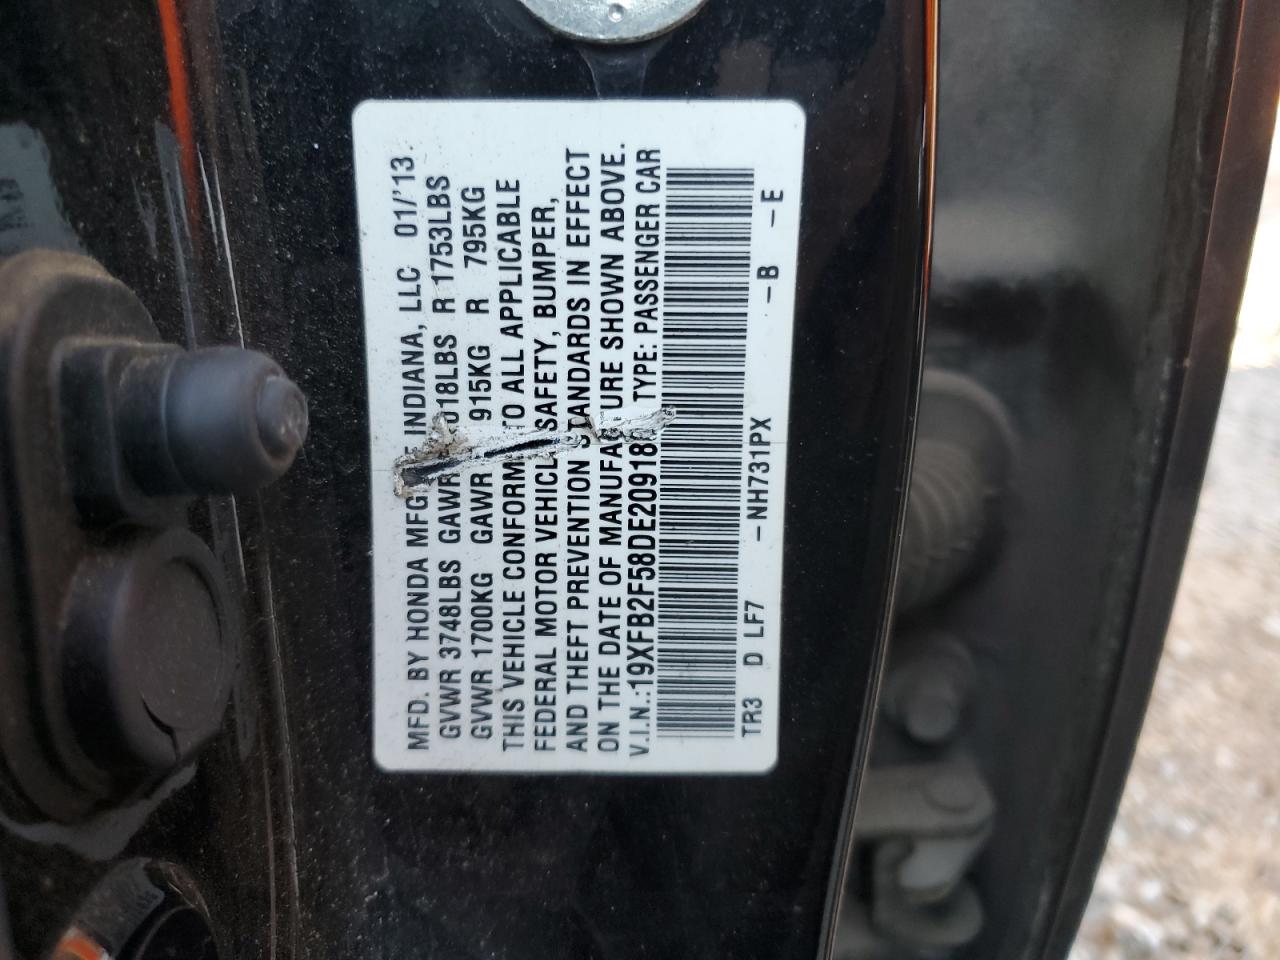 MFD. BY HONDA MFG OF INDIANA, LLC 01/'13
GVWR 3748LBS GAWR 018LBS R 1753LBS
GVWR 1700KG GAWR 915KG R 795KG
THIS VEHICLE CONFORM TO ALL APPLICABLE
FEDERAL MOTOR VEHICL SAFETY, BUMPER,
AND THEFT PREVENTION STANDARDS IN EFFECT
ON THE DATE OF MANUFAC URE SHOWN ABOVE.
V.I.N.:19XFB2F58DE20918 TYPE: PASSENGER CAR
TR3 D LF7 -NH731PX -B -E